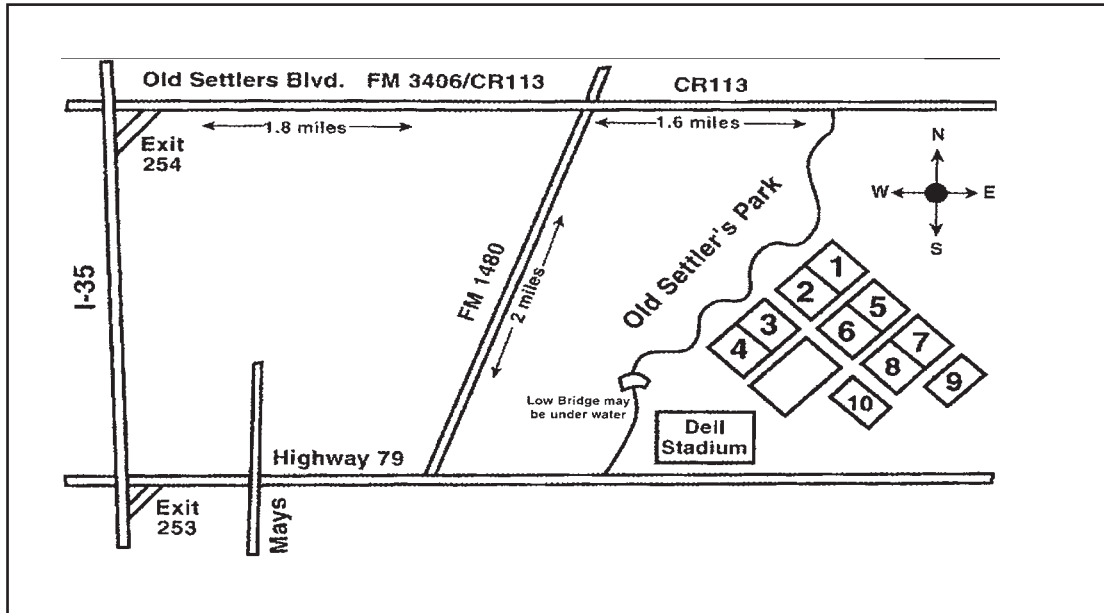 Old Settlers Blvd. FM 3406/CR113 CR113
1.8 miles
1.6 miles
Exit
254
N
W E
S
I-35
FM 1480
2 miles
Old Settler's Park
1
2
5
3
6
7
4
8
9
10
Low Bridge may
be under water
Dell
Stadium
Highway 79
Exit
253
Mays